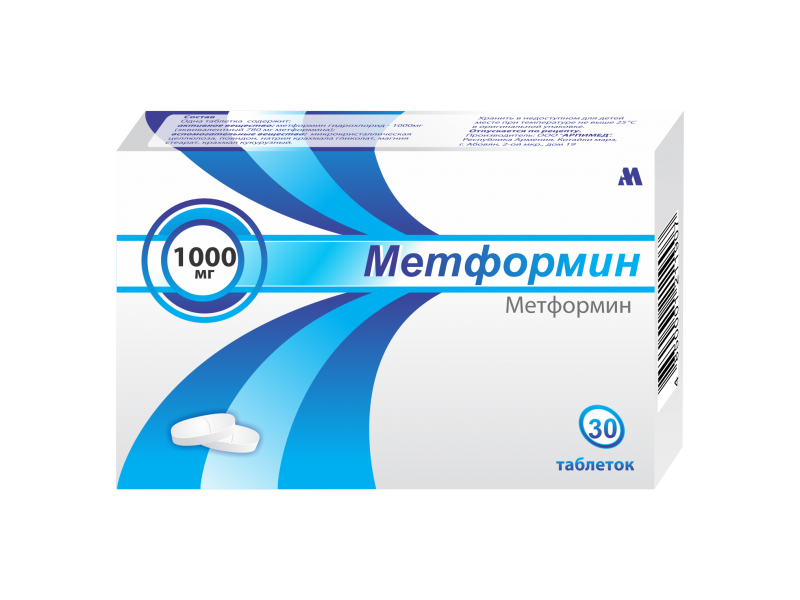 Состав
Одна таблетка содержит:
активное вещество: метформин гидрохлорид - 1000мг
(эквивалентный 780 мг метформина);
вспомогательные вещества: микрокристаллическая
целлюлоза, повидон, натрия крахмала гликолат, магния
стеарат, крахмал кукурузный.
Хранить в недоступном для детей
месте при температуре не выше 25°C
в оригинальной упаковке.
Отпускается по рецепту.
Производитель: ООО "АРПИМЕД",
Республика Армения, Котайки марз,
г. Абовян, 2-ой мкр., дом 19
1000
мг
Метформин
Метформин
30
таблеток